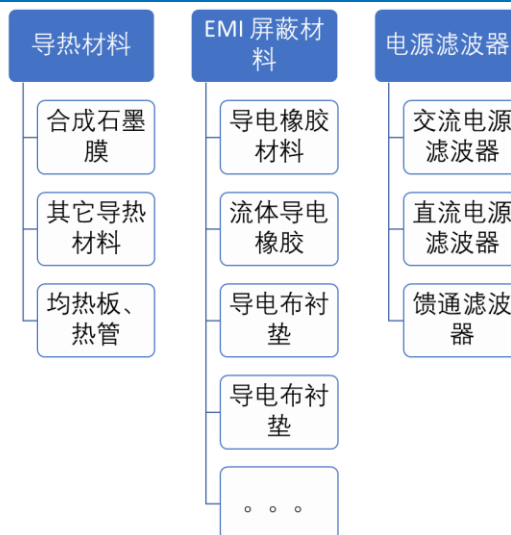 导热材料
合成石墨
膜
其它导热
材料
均热板、
热管
EMI 屏蔽材
料
导电橡胶
材料
流体导电
橡胶
导电布衬
垫
导电布衬
垫
。。。
电源滤波器
交流电源
滤波器
直流电源
滤波器
馈通滤波
器